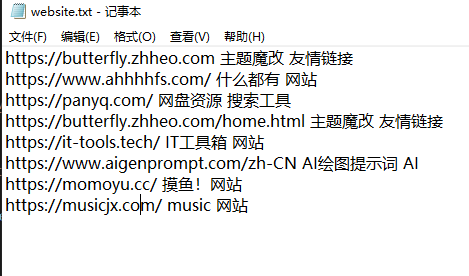 website.txt - 记事本
文件(F) 编辑(E) 格式(O) 查看(V) 帮助(H)
https://butterfly.zhheo.com 主题魔改 友情链接
https://www.ahhhhfs.com/ 什么都有 网站
https://panyq.com/ 网盘资源 搜索工具
https://butterfly.zhheo.com/home.html 主题魔改 友情链接
https://it-tools.tech/ IT工具箱 网站
https://www.aigenprompt.com/zh-CN AI绘图提示词 AI
https://momoyu.cc/ 摸鱼！网站
https://musicjx.com/ music 网站